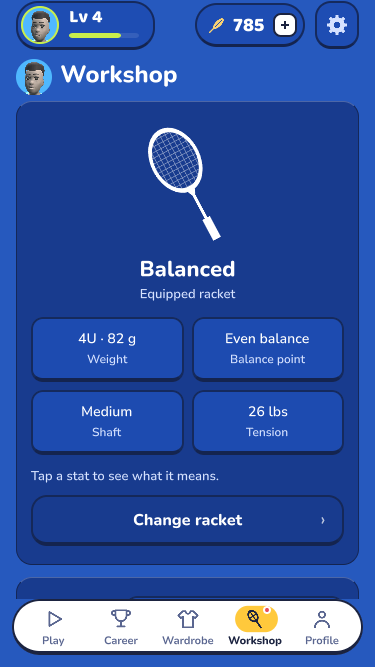 Lv 4
785
+
Workshop
Balanced
Equipped racket
4U · 82 g
Weight
Even balance
Balance point
Medium
Shaft
26 lbs
Tension
Tap a stat to see what it means.
Change racket ›
Play
Career
Wardrobe
Workshop
Profile